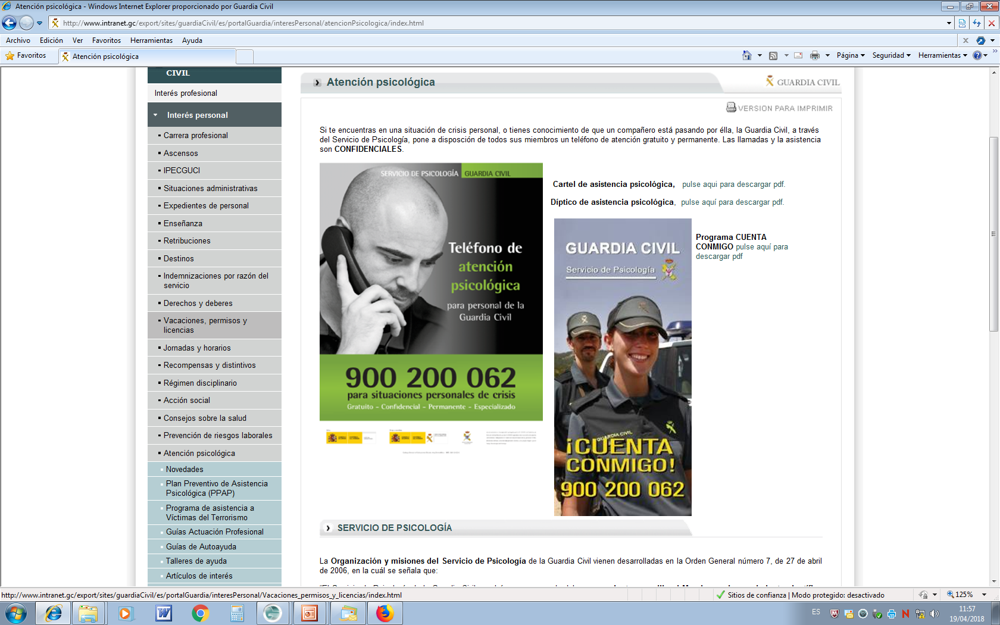 Atención psicológica - Windows Internet Explorer proporcionado por Guardia Civil
http://www.intranet.gc/export/sites/guardiaCivil/es/portalGuardia/interesPersonal/atencionPsicologica/index.html
Archivo Edición Ver Favoritos Herramientas Ayuda
Favoritos Atención psicológica Página Seguridad Herramientas
CIVIL
Interés profesional
Interés personal
Carrera profesional
Ascensos
IPECGUCI
Situaciones administrativas
Expedientes de personal
Enseñanza
Retribuciones
Destinos
Indemnizaciones por razón del
servicio
Derechos y deberes
Vacaciones, permisos y
licencias
Jornadas y horarios
Recompensas y distintivos
Régimen disciplinario
Acción social
Consejos sobre la salud
Prevención de riesgos laborales
Atención psicológica
Novedades
Plan Preventivo de Asistencia
Psicológica (PPAP)
Programa de asistencia a
Víctimas del Terrorismo
Guías Actuación Profesional
Guías de Autoayuda
Talleres de ayuda
Artículos de interés
Atención psicológica
GUARDIA CIVIL
VERSION PARA IMPRIMIR
Si te encuentras en una situación de crisis personal, o tienes conocimiento de que un compañero está pasando por élla, la Guardia Civil, a través
del Servicio de Psicología, pone a disposción de todos sus miembros un teléfono de atención gratuito y permanente. Las llamadas y la asistencia
son CONFIDENCIALES.
SERVICIO DE PSICOLOGÍA GUARDIA CIVIL
Teléfono de
atención
psicológica
para personal de la
Guardia Civil
900 200 062
para situaciones personales de crisis
Gratuito - Confidencial - Permanente - Especializado
Cartel de asistencia psicológica, pulse aqui para descargar pdf.
Díptico de asistencia psicológica, pulse aquí para descargar pdf.
GUARDIA CIVIL
Servicio de Psicología
GUARDIA CIVIL
¡CUENTA
CONMIGO!
900 200 062
Programa CUENTA
CONMIGO pulse aquí para
descargar pdf
SERVICIO DE PSICOLOGÍA
La Organización y misiones del Servicio de Psicología de la Guardia Civil vienen desarrolladas en la Orden General número 7, de 27 de abril
de 2006, en la cuál se señala que:
http://www.intranet.gc/export/sites/guardiaCivil/es/portalGuardia/interesPersonal/Vacaciones_permisos_y_licencias/index.html
Sitios de confianza | Modo protegido: desactivado
125%
ES
11:57
19/04/2018